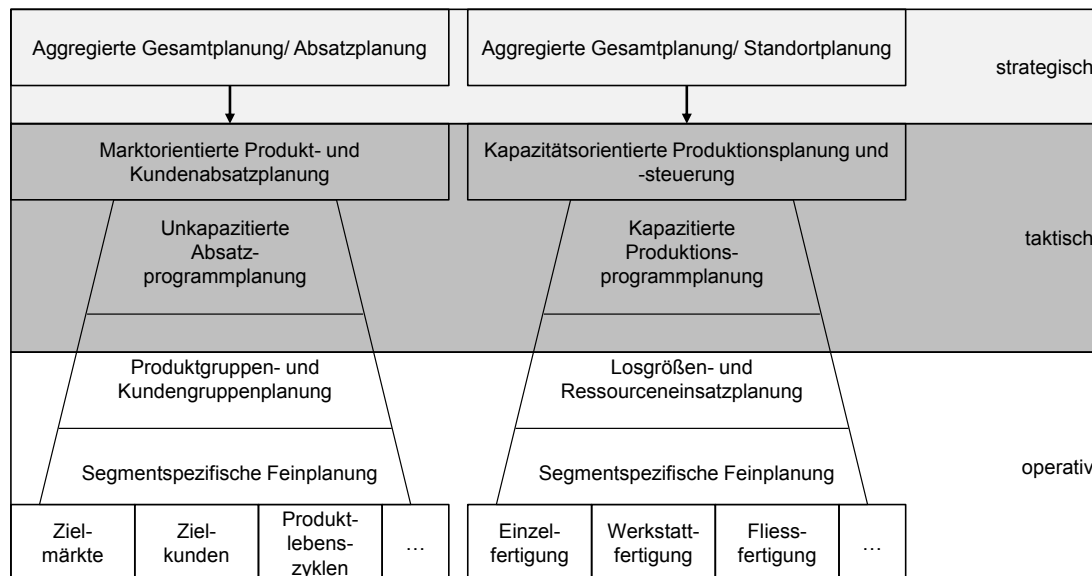 Aggregierte Gesamtplanung/ Absatzplanung
Aggregierte Gesamtplanung/ Standortplanung
strategisch
Marktorientierte Produkt- und
Kundenabsatzplanung
Kapazitätsorientierte Produktionsplanung und
-steuerung
Unkapazitierte
Absatz-
programmplanung
Kapazitierte
Produktions-
programmplanung
taktisch
Produktgruppen- und
Kundengruppenplanung
Losgrößen- und
Ressourceneinsatzplanung
Segmentspezifische Feinplanung
Segmentspezifische Feinplanung
operativ
Ziel-
märkte
Ziel-
kunden
Produkt-
lebens-
zyklen
…
Einzel-
fertigung
Werkstatt-
fertigung
Fliess-
fertigung
…